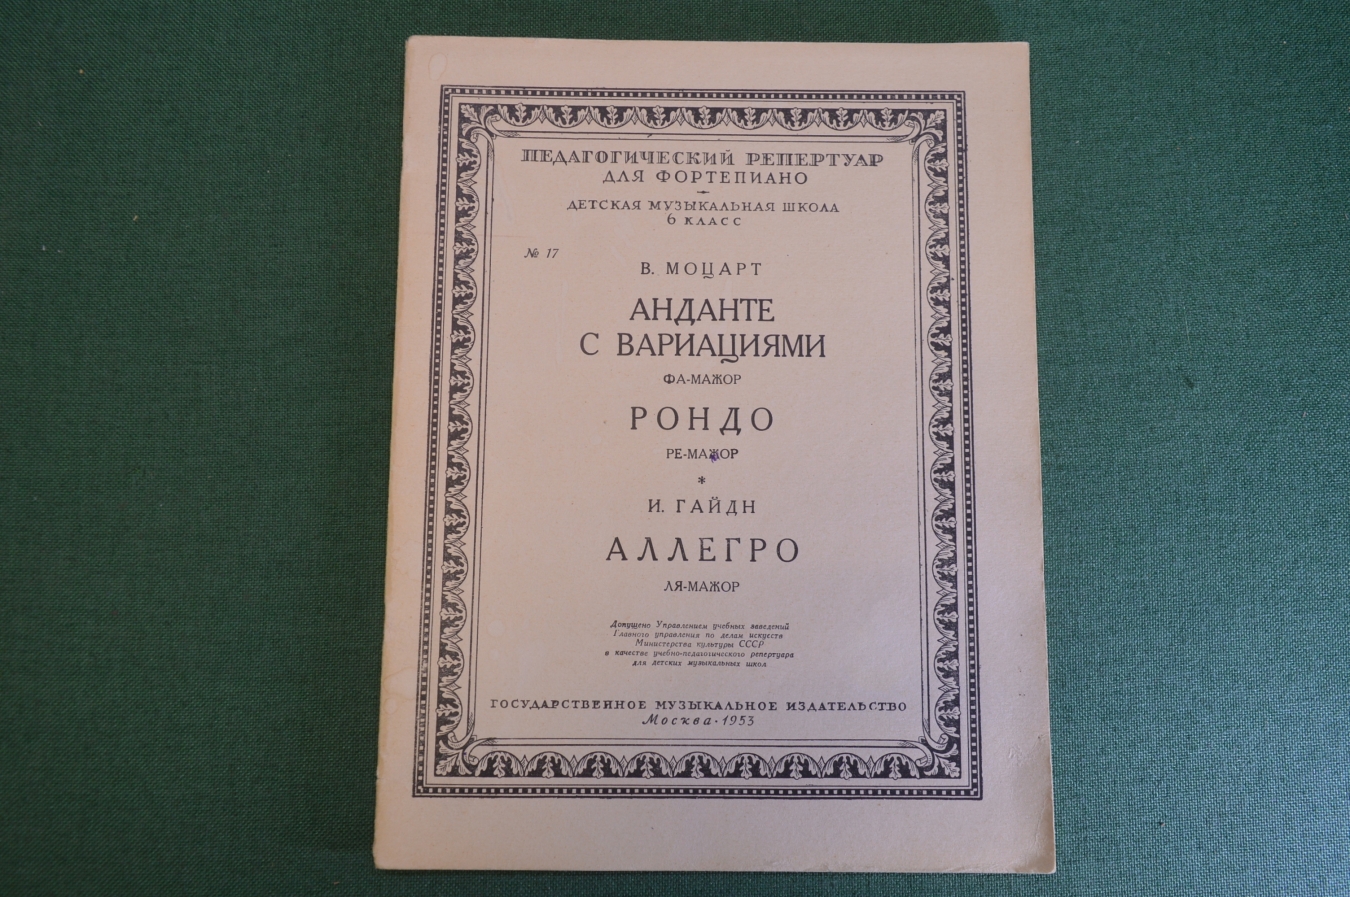 ПЕДАГОГИЧЕСКИЙ РЕПЕРТУАР
ДЛЯ ФОРТЕПИАНО
ДЕТСКАЯ МУЗЫКАЛЬНАЯ ШКОЛА
6 КЛАСС
№ 17
В. МОЦАРТ
АНДАНТЕ
С ВАРИАЦИЯМИ
ФА-МАЖОР
РОНДО
РЕ-МАЖОР
*
И. ГАЙДН
АЛЛЕГРО
ЛЯ-МАЖОР
Допущено Управлением учебных заведений
Главного управления по делам искусств
Министерства культуры СССР
в качестве учебно-педагогического репертуара
для детских музыкальных школ
ГОСУДАРСТВЕННОЕ МУЗЫКАЛЬНОЕ ИЗДАТЕЛЬСТВО
Москва · 1953